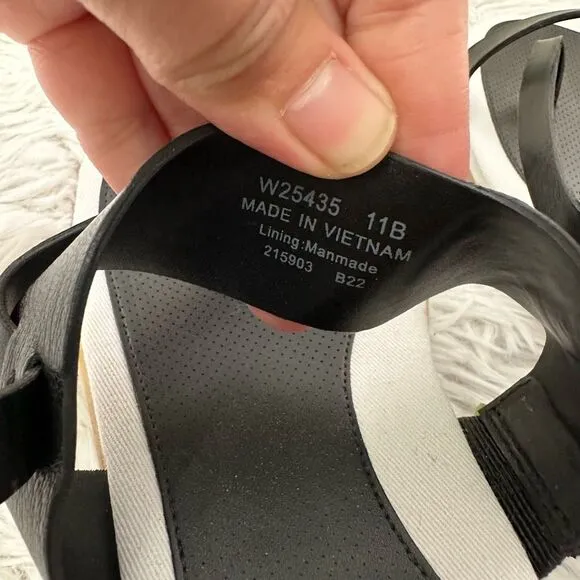 W25435 11B
MADE IN VIETNAM
Lining:Manmade
215903 B22